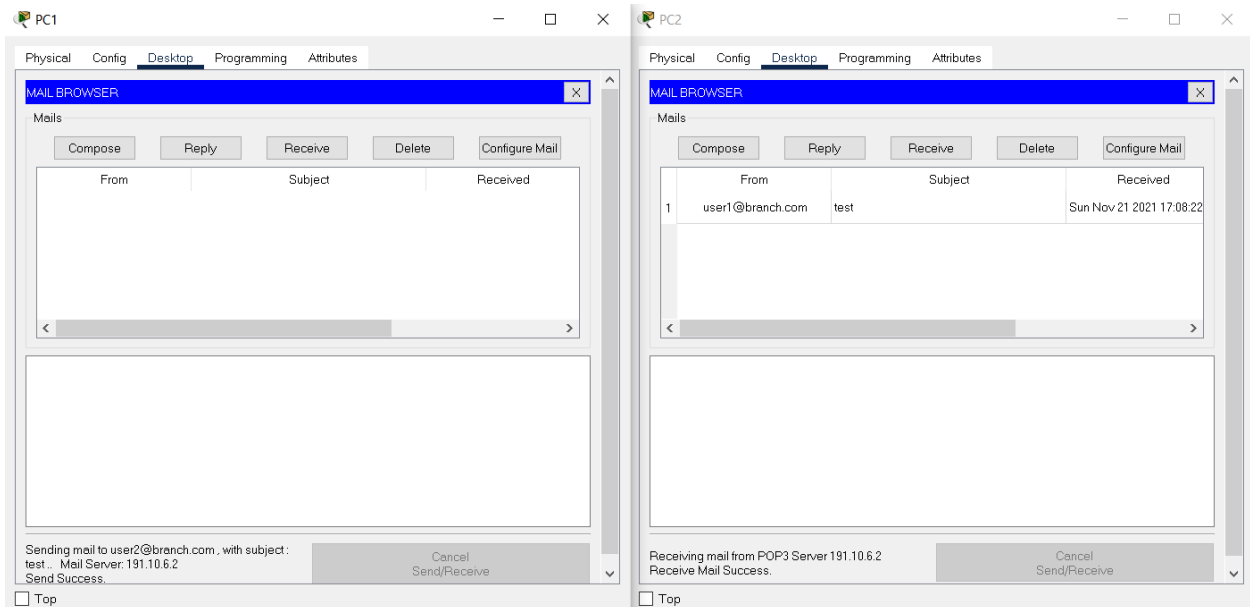 PC1
Physical Config Desktop Programming Attributes
MAIL BROWSER X
Mails
Compose Reply Receive Delete Configure Mail
From Subject Received
Sending mail to user2@branch.com , with subject :
test .. Mail Server: 191.10.6.2
Send Success.
Cancel
Send/Receive
Top
PC2
Physical Config Desktop Programming Attributes
MAIL BROWSER X
Mails
Compose Reply Receive Delete Configure Mail
From Subject Received
1 user1@branch.com test Sun Nov 21 2021 17:08:22
Receiving mail from POP3 Server 191.10.6.2
Receive Mail Success.
Cancel
Send/Receive
Top